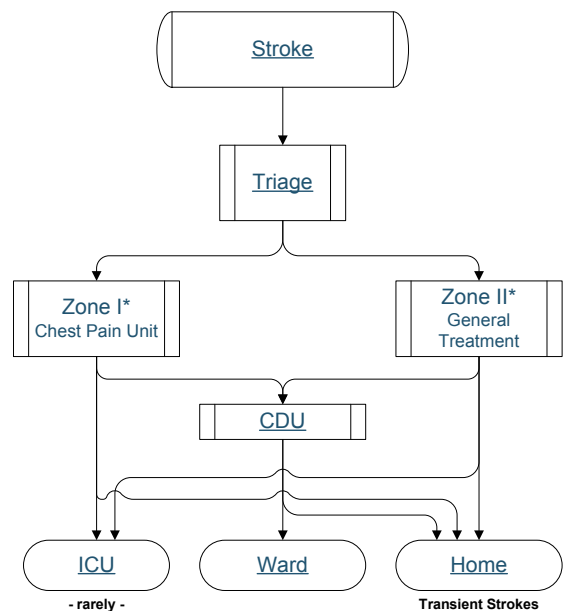 Stroke
Triage
Zone I*
Chest Pain Unit
Zone II*
General
Treatment
CDU
ICU
Ward
Home
- rarely -
Transient Strokes